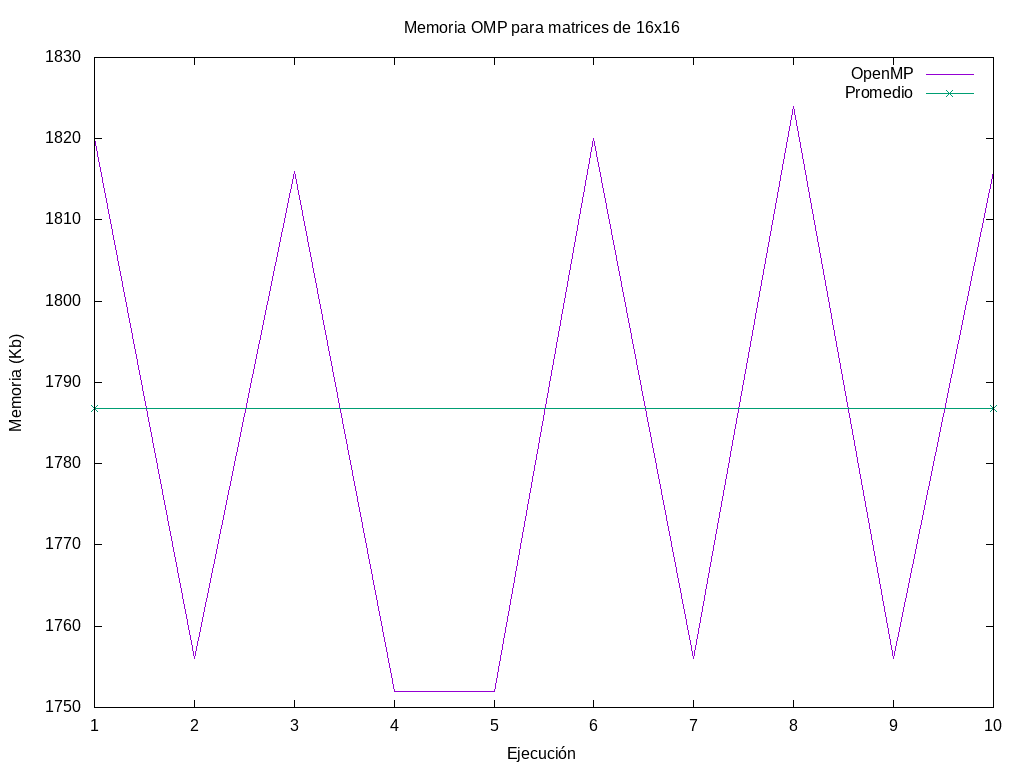 Memoria OMP para matrices de 16x16
1830
1820
1810
1800
1790
1780
1770
1760
1750
Memoria (Kb)
OpenMP
Promedio
1 2 3 4 5 6 7 8 9 10
Ejecución